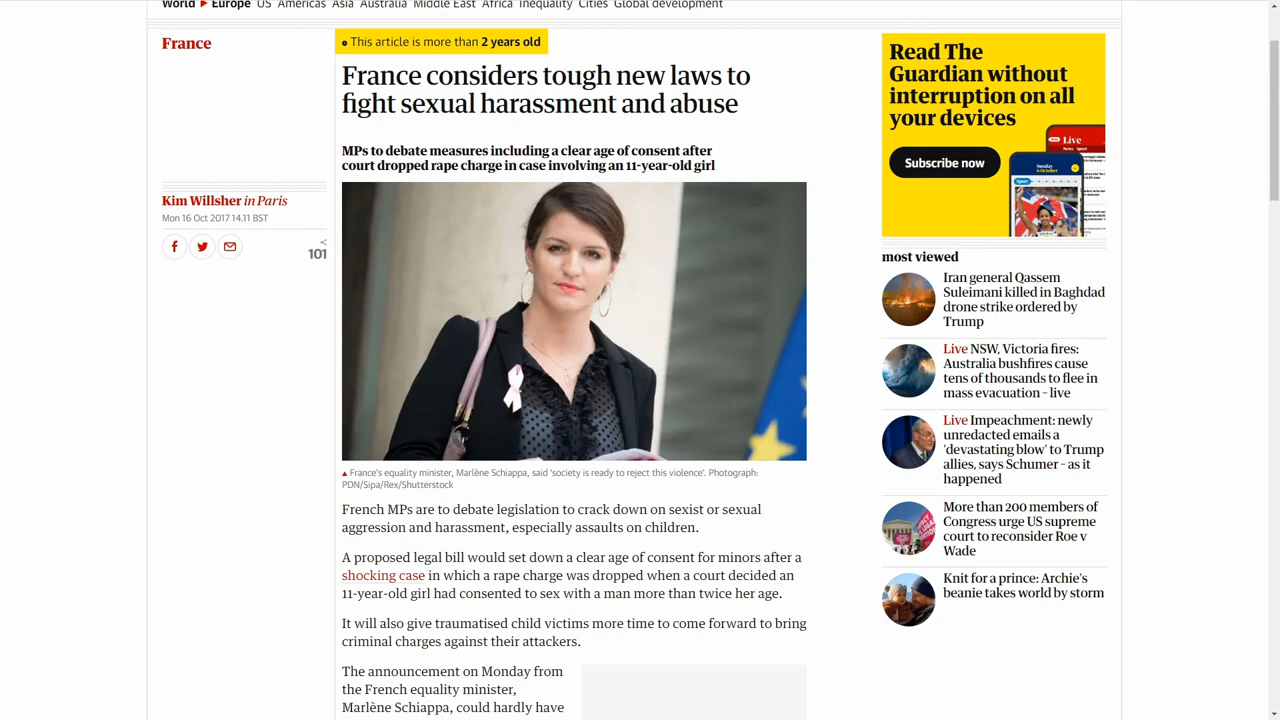 World Europe US Americas Asia Australia Middle East Africa Inequality Cities Global development
France
This article is more than 2 years old
France considers tough new laws to
fight sexual harassment and abuse
MPs to debate measures including a clear age of consent after
court dropped rape charge in case involving an 11-year-old girl
Kim Willsher in Paris
Mon 16 Oct 2017 14.11 BST
101
France's equality minister, Marlène Schiappa, said 'society is ready to reject this violence'. Photograph:
PDN/Sipa/Rex/Shutterstock
French MPs are to debate legislation to crack down on sexist or sexual
aggression and harassment, especially assaults on children.
A proposed legal bill would set down a clear age of consent for minors after a
shocking case in which a rape charge was dropped when a court decided an
11-year-old girl had consented to sex with a man more than twice her age.
It will also give traumatised child victims more time to come forward to bring
criminal charges against their attackers.
The announcement on Monday from
the French equality minister,
Marlène Schiappa, could hardly have
Read The
Guardian without
interruption on all
your devices
Subscribe now
Live
most viewed
Iran general Qassem
Suleimani killed in Baghdad
drone strike ordered by
Trump
Live NSW, Victoria fires:
Australia bushfires cause
tens of thousands to flee in
mass evacuation – live
Live Impeachment: newly
unredacted emails a
'devastating blow' to Trump
allies, says Schumer – as it
happened
More than 200 members of
Congress urge US supreme
court to reconsider Roe v
Wade
Knit for a prince: Archie's
beanie takes world by storm